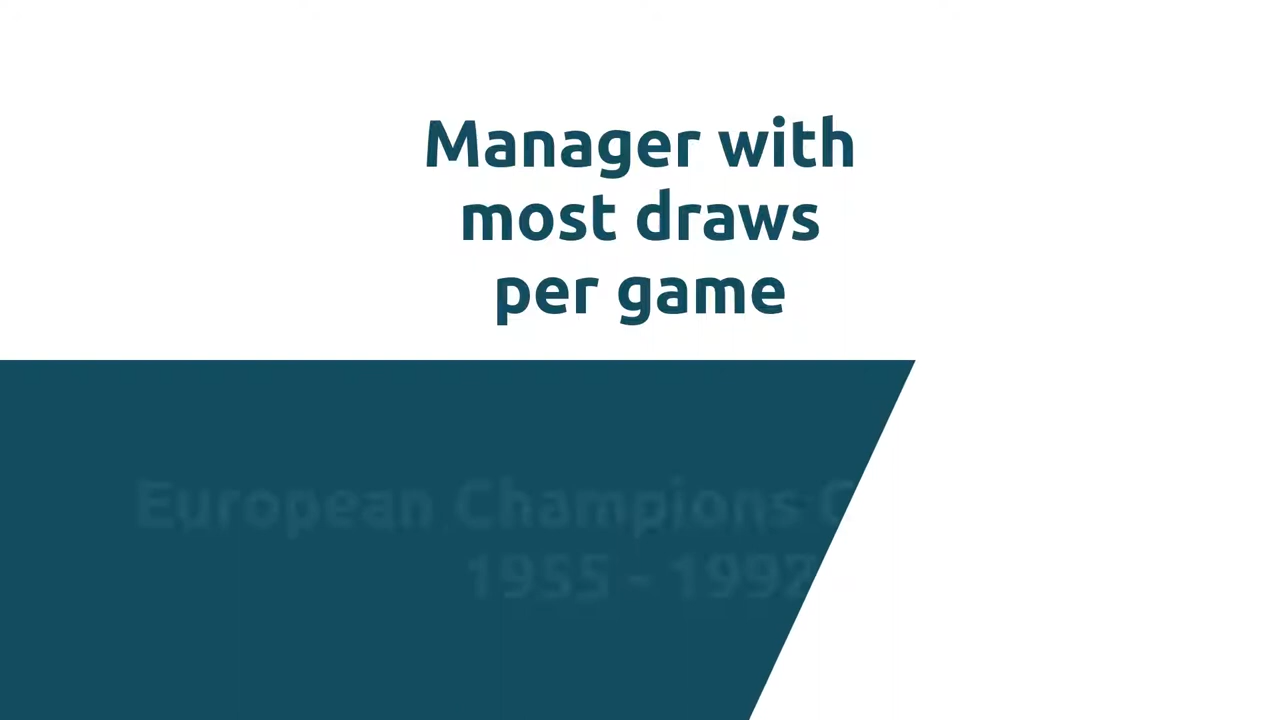 Manager with
most draws
per game
European Champions C
1955 - 1992